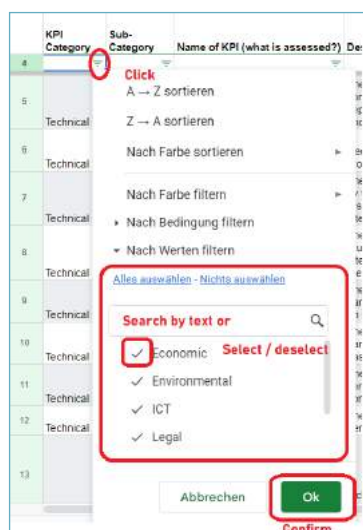 KPI Category
Sub-Category
Name of KPI (what is assessed?)
4
Click
A → Z sortieren
5
Technical
Z → A sortieren
6
Technical
Nach Farbe sortieren
7
Technical
Nach Farbe filtern
Nach Bedingung filtern
8
Technical
Nach Werten filtern
Alles auswählen - Nichts auswählen
9
Technical
Search by text or
10
Technical
Economic
Select / deselect
11
Technical
Environmental
12
Technical
ICT
Legal
13
Abbrechen
Ok
Confirm